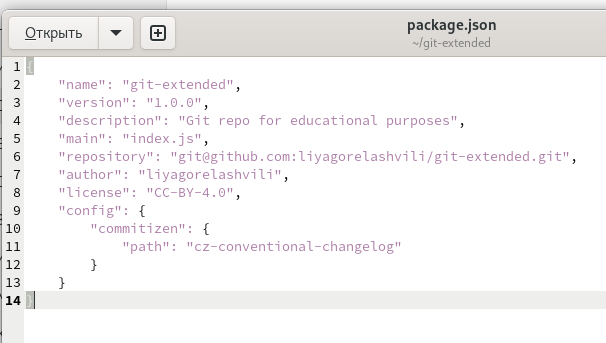 Открыть
package.json
~/git-extended
1 {
2     "name": "git-extended",
3     "version": "1.0.0",
4     "description": "Git repo for educational purposes",
5     "main": "index.js",
6     "repository": "git@github.com:liyagorelashvili/git-extended.git",
7     "author": "liyagorelashvili",
8     "license": "CC-BY-4.0",
9     "config": {
10         "commitizen": {
11             "path": "cz-conventional-changelog"
12         }
13     }
14 }